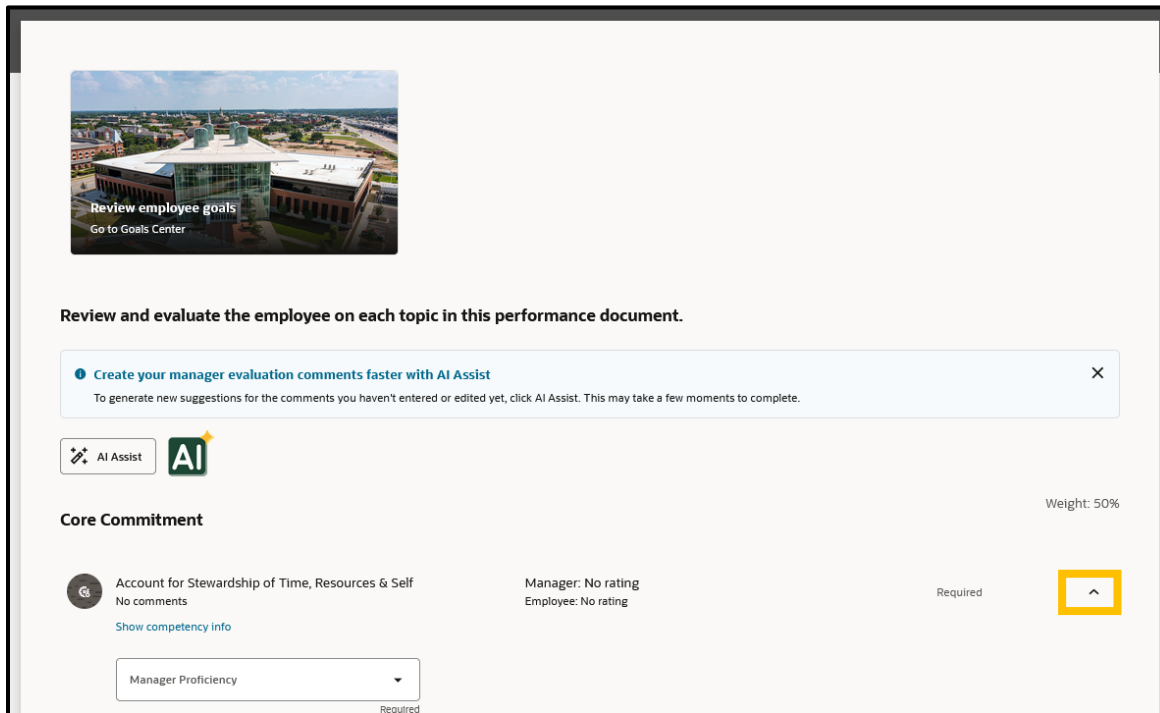 Review employee goals
Go to Goals Center
Review and evaluate the employee on each topic in this performance document.
Create your manager evaluation comments faster with AI Assist
To generate new suggestions for the comments you haven't entered or edited yet, click AI Assist. This may take a few moments to complete.
AI Assist
AI
Weight: 50%
Core Commitment
Account for Stewardship of Time, Resources & Self
No comments
Show competency info
Manager: No rating
Employee: No rating
Required
Manager Proficiency
Required